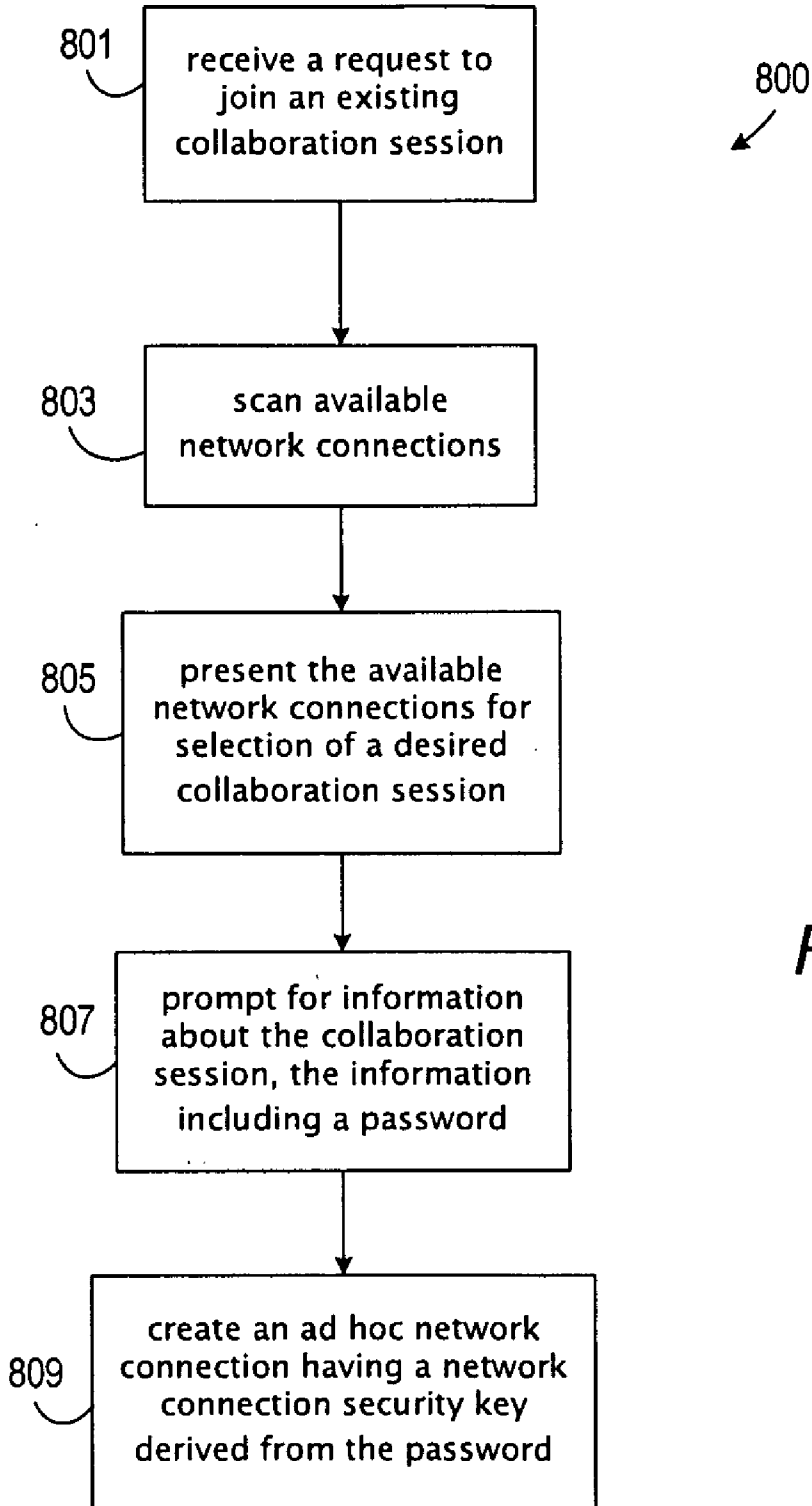 801
receive a request to
join an existing
collaboration session
800
803
scan available
network connections
805
present the available
network connections for
selection of a desired
collaboration session
807
prompt for information
about the collaboration
session, the information
including a password
809
create an ad hoc network
connection having a network
connection security key
derived from the password